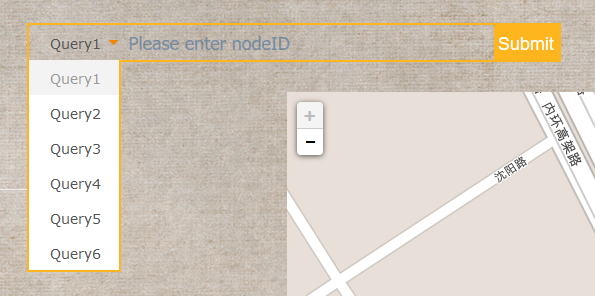 Query1 Please enter nodeID Submit
Query1
Query2
Query3
Query4
Query5
Query6
+
-
内环高架路
沈阳路